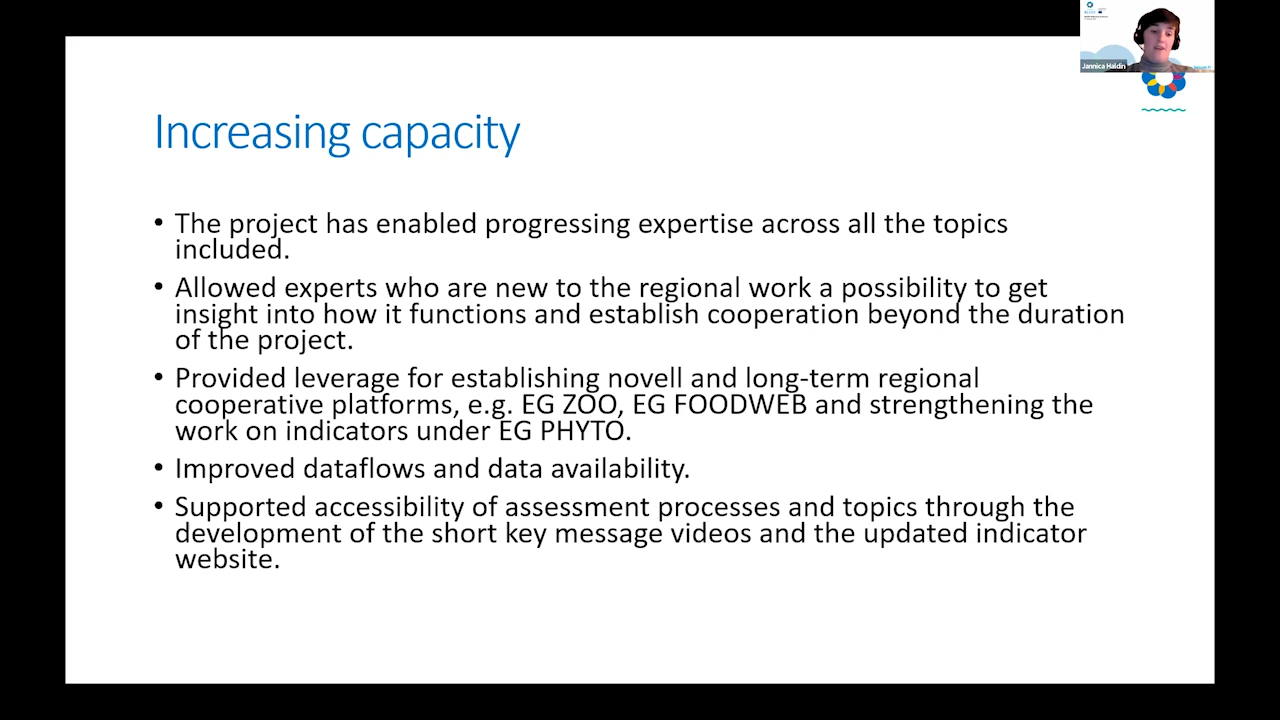 Jannica Haldin
Increasing capacity
• The project has enabled progressing expertise across all the topics
included.
• Allowed experts who are new to the regional work a possibility to get
insight into how it functions and establish cooperation beyond the duration
of the project.
• Provided leverage for establishing novell and long-term regional
cooperative platforms, e.g. EG ZOO, EG FOODWEB and strengthening the
work on indicators under EG PHYTO.
• Improved dataflows and data availability.
• Supported accessibility of assessment processes and topics through the
development of the short key message videos and the updated indicator
website.